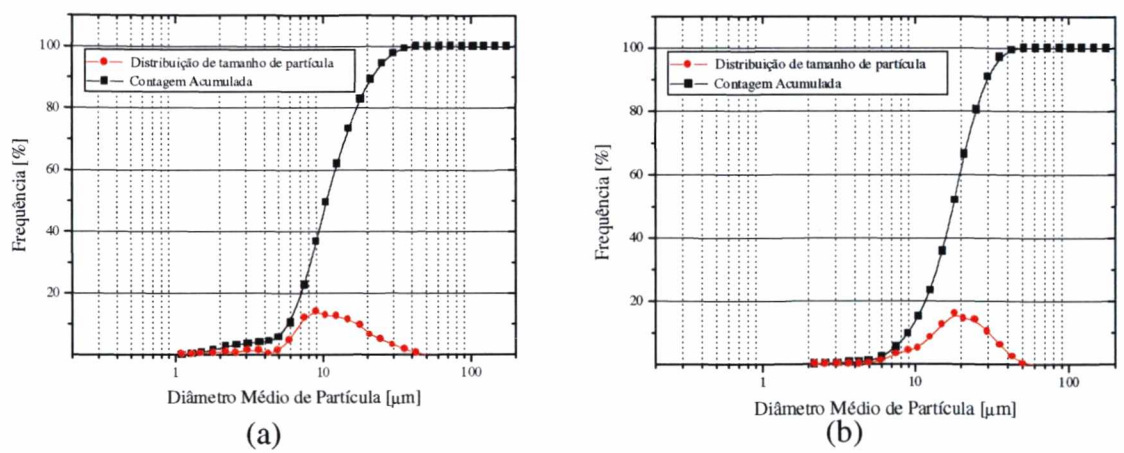 100
80
60
40
20
Frequência [%]
Distribuição de tamanho de partícula
Contagem Acumulada
1
10
100
Diâmetro Médio de Partícula [µm]
(a)
100
80
60
40
20
Frequência [%]
Distribuição de tamanho de partícula
Contagem Acumulada
1
10
100
Diâmetro Médio de Partícula [µm]
(b)